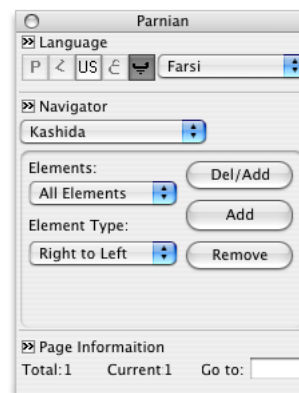 Parnian
Language
P US ع Farsi
Navigator
Kashida
Elements:
All Elements
Del/Add
Add
Element Type:
Right to Left
Remove
Page Informaition
Total:1 Current:1 Go to: